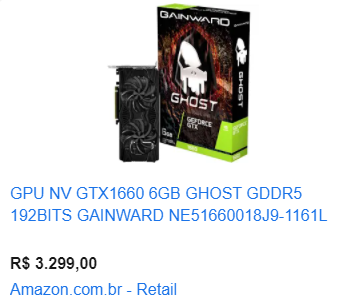 GAINWARD
GHOST
GEFORCE
GTX
GPU NV GTX1660 6GB GHOST GDDR5
192BITS GAINWARD NE51660018J9-1161L
R$ 3.299,00
Amazon.com.br - Retail